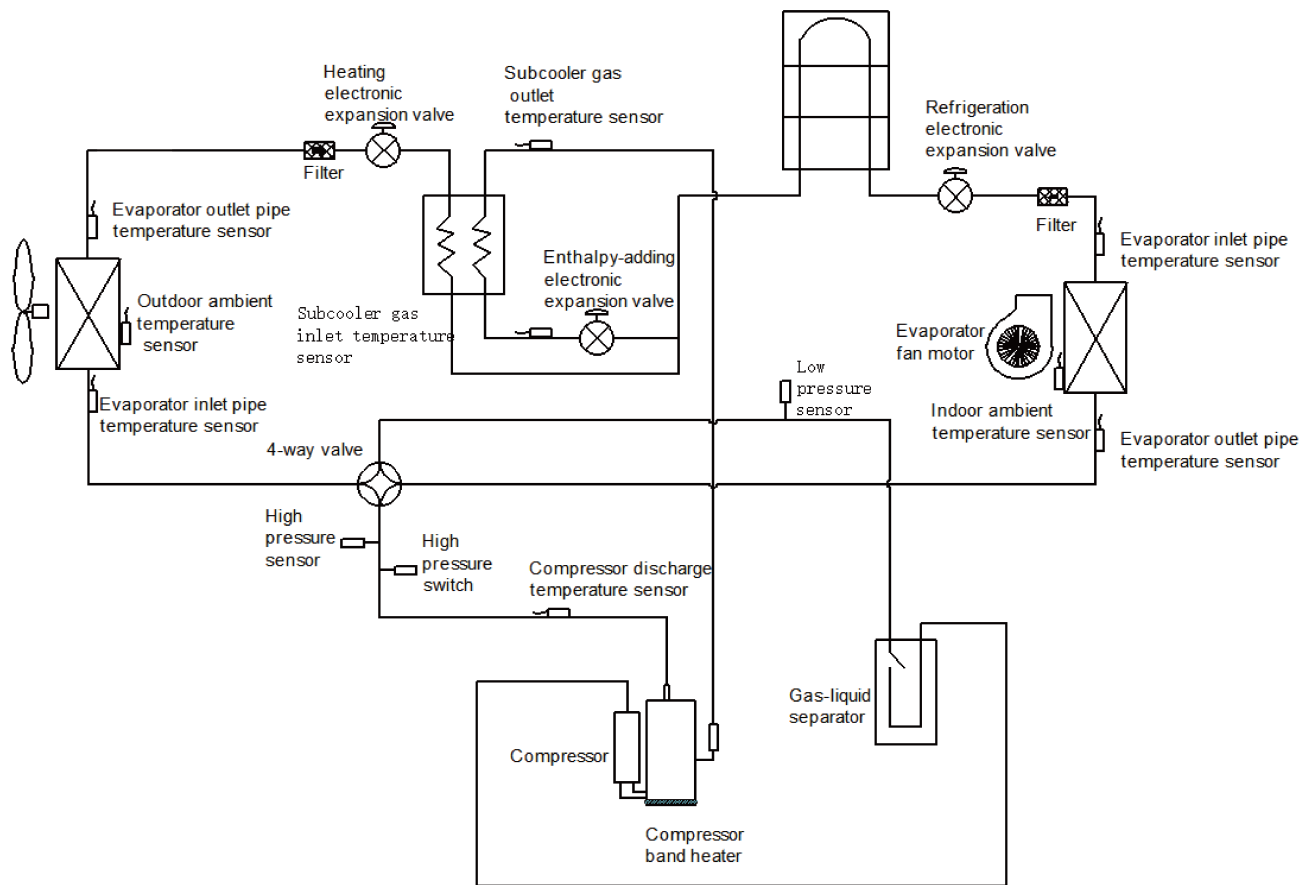 Heating
electronic
expansion valve
Subcooler gas
outlet
temperature sensor
Refrigeration
electronic
expansion valve
Filter
Filter
Evaporator outlet pipe
temperature sensor
Evaporator inlet pipe
temperature sensor
Enthalpy-adding
electronic
expansion valve
Outdoor ambient
temperature
sensor
Subcooler gas
inlet temperature
sensor
Evaporator
fan motor
Low
pressure
sensor
Evaporator inlet pipe
temperature sensor
Indoor ambient
temperature sensor
Evaporator outlet pipe
temperature sensor
4-way valve
High
pressure
sensor
High
pressure
switch
Compressor discharge
temperature sensor
Gas-liquid
separator
Compressor
Compressor
band heater